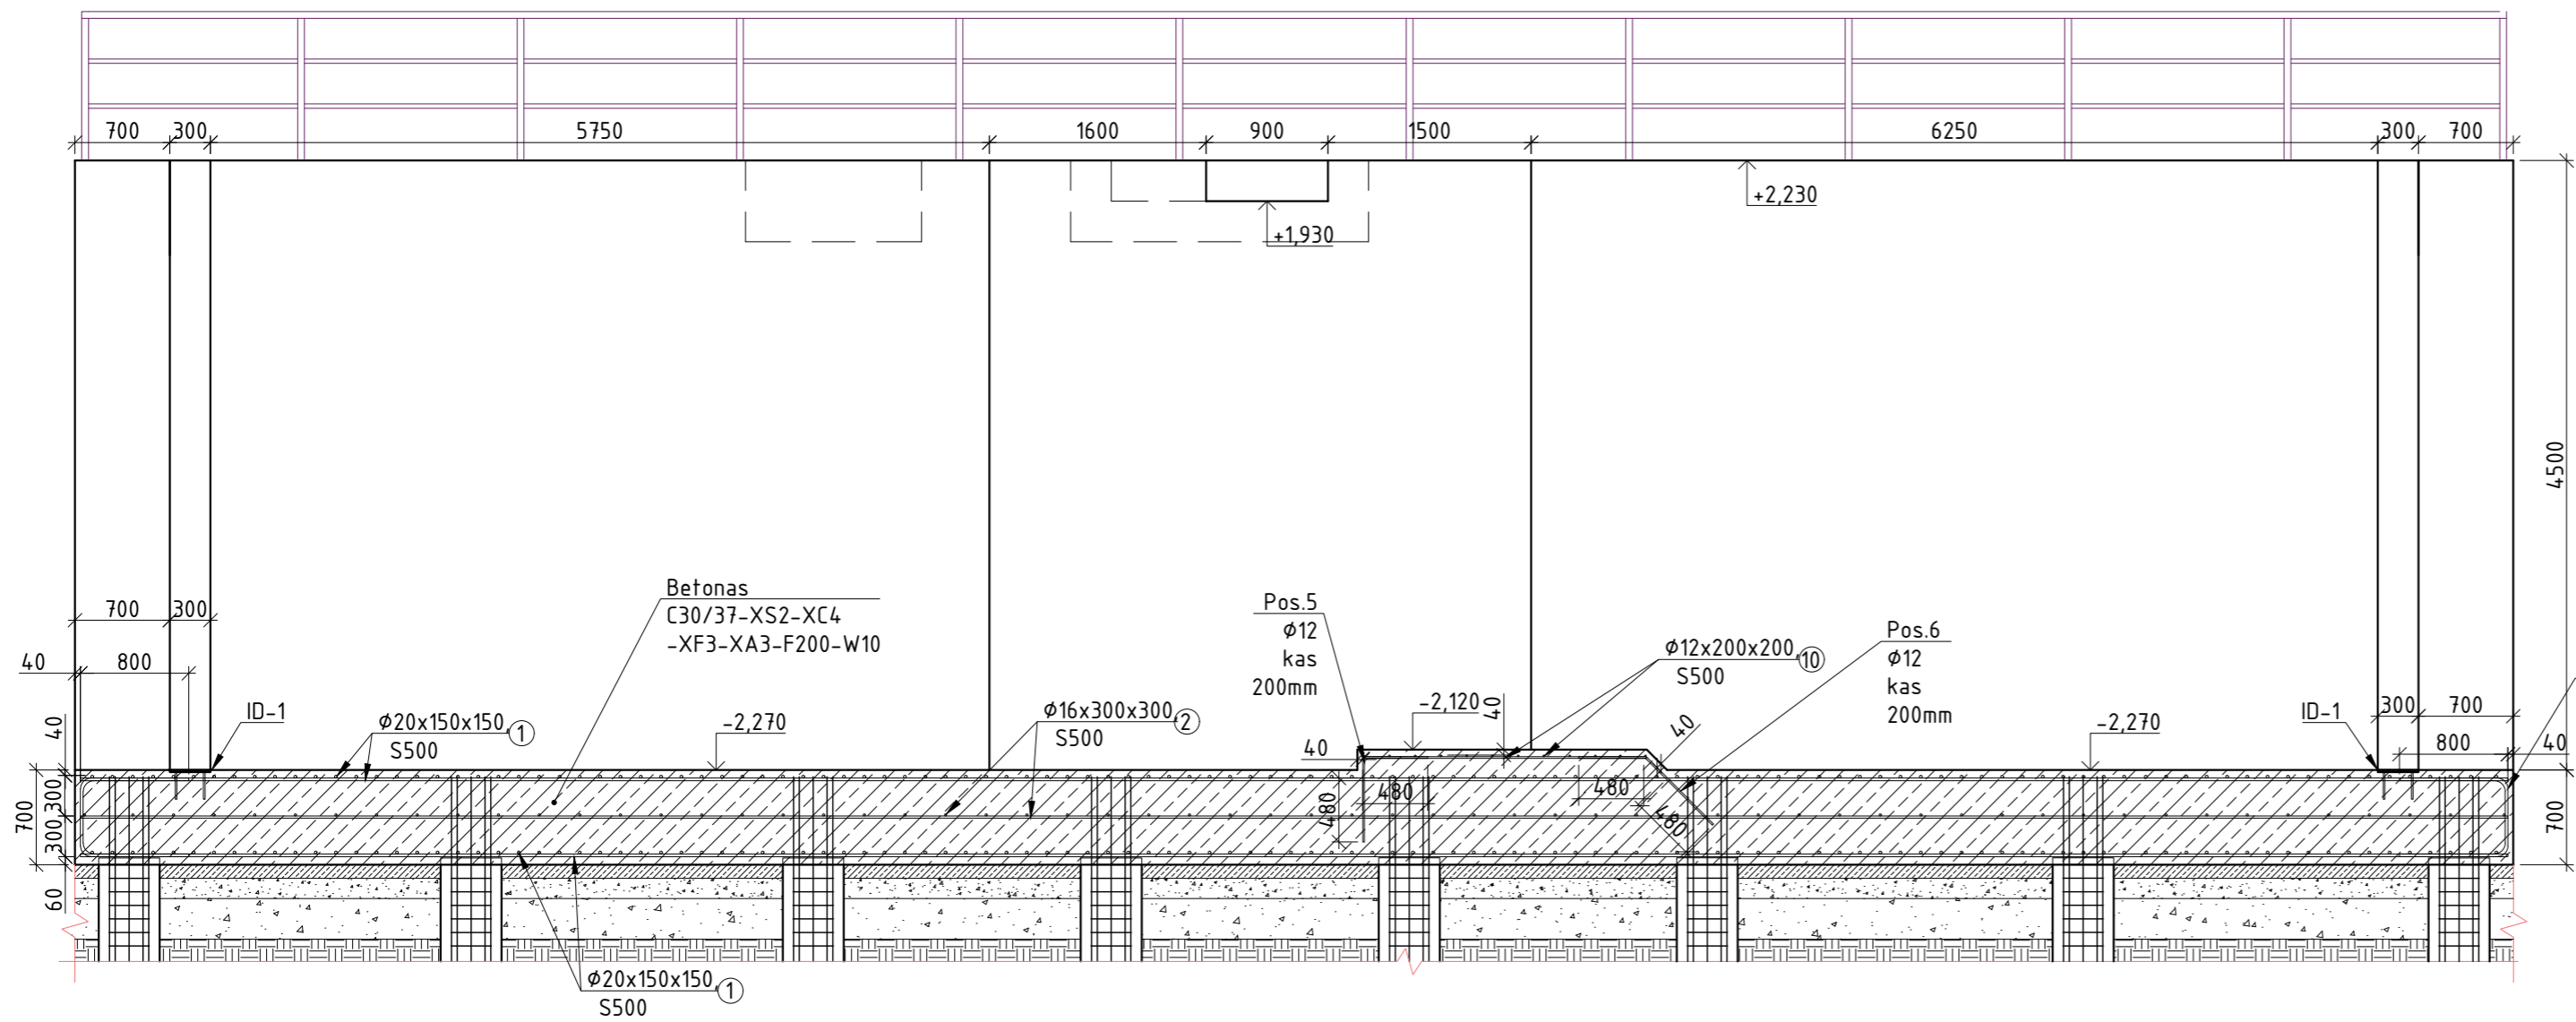 700 300 5750 1600 900 1500 6250 300 700
+2,230
+1,930
4500
Betonas
C30/37-XS2-XC4
-XF3-XA3-F200-W10
Pos.5
Φ12
kas
200mm
Φ12x200x200 10
S500
Pos.6
Φ12
kas
200mm
700 300
40 800
ID-1
Φ20x150x150 1
S500
-2,270
Φ16x300x300 2
S500
-2,120
40
40
40
-2,270
ID-1
300 700
800 40
40
300
300
700
60
480
480
480
480
700
Φ20x150x150 1
S500